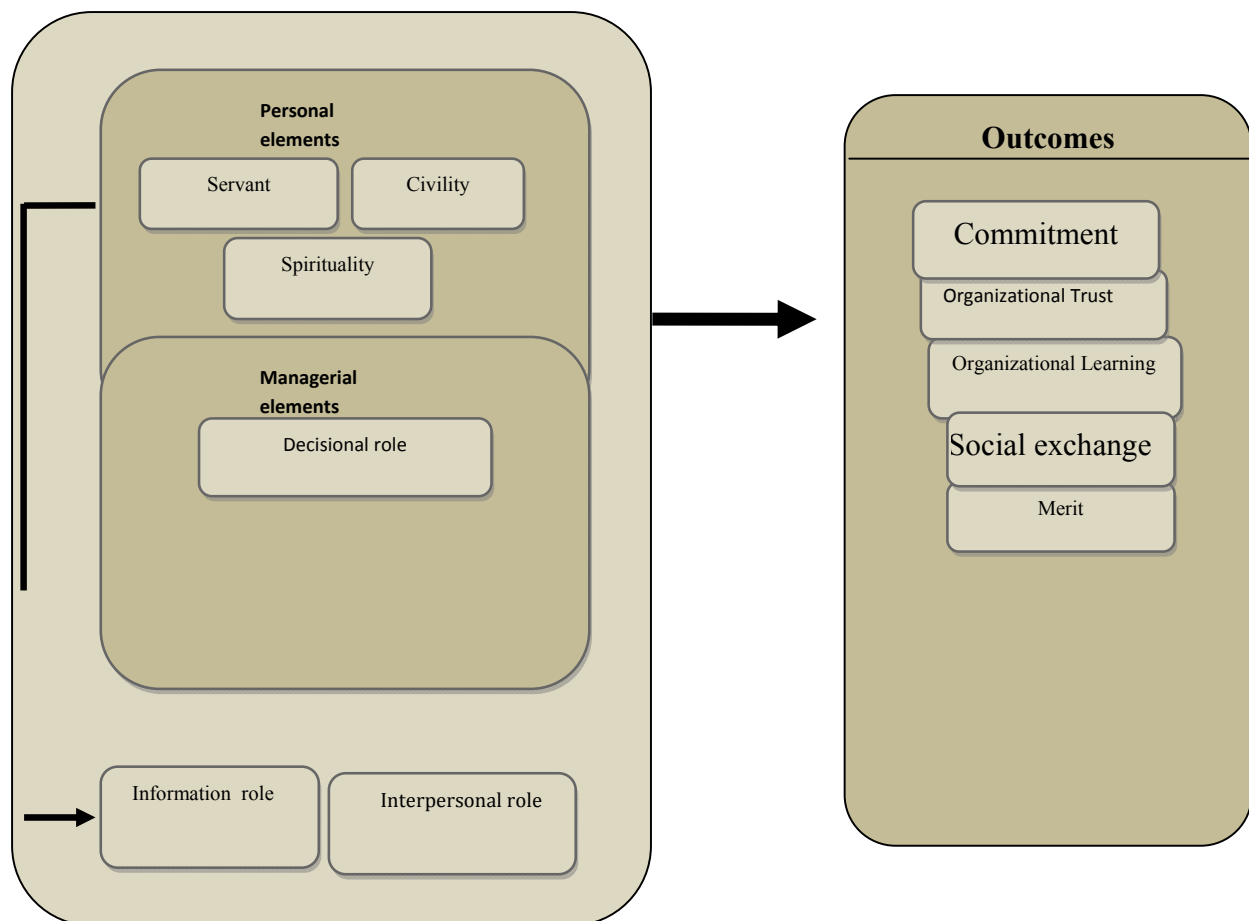 Personal
elements
Servant
Civility
Spirituality
Managerial
elements
Decisional role
Information role
Interpersonal role
Outcomes
Commitment
Organizational Trust
Organizational Learning
Social exchange
Merit